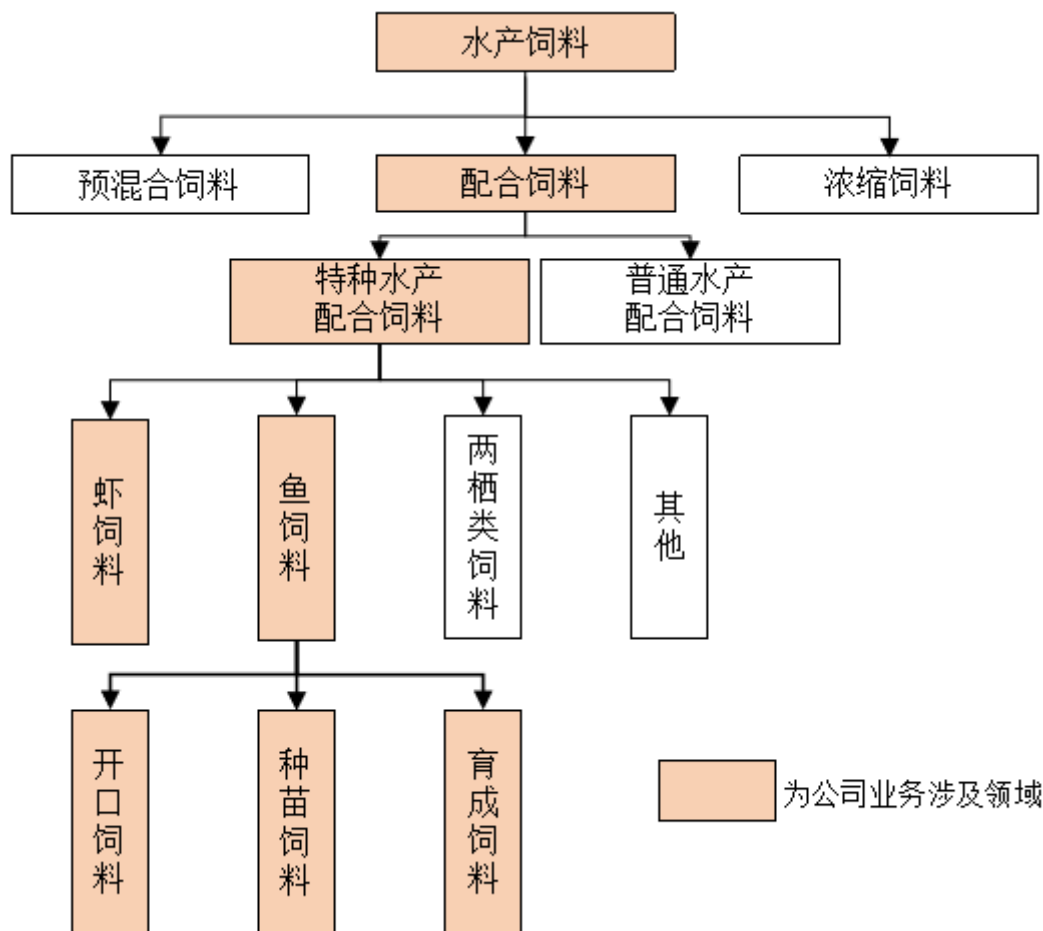 水产饲料
预混合饲料
配合饲料
浓缩饲料
特种水产
配合饲料
普通水产
配合饲料
虾饲料
鱼饲料
两栖类饲料
其他
开口饲料
种苗饲料
育成饲料
为公司业务涉及领域